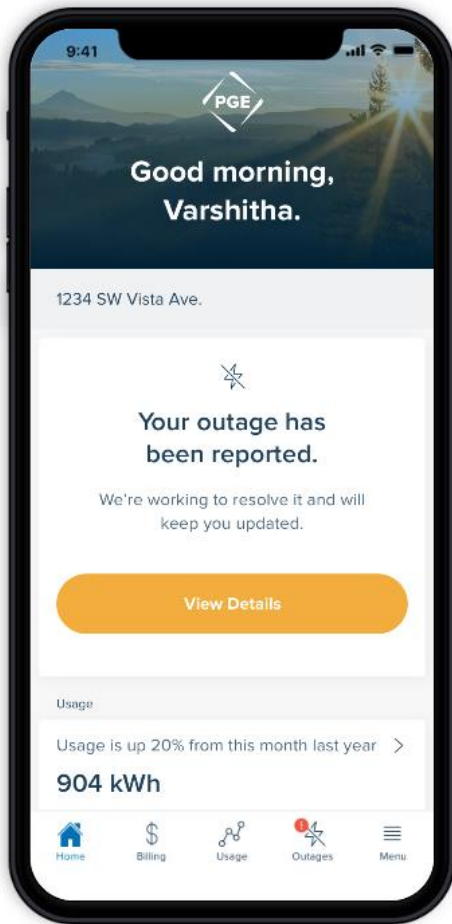 9:41
PGE
Good morning,
Varshitha.
1234 SW Vista Ave.
Your outage has
been reported.
We're working to resolve it and will
keep you updated.
View Details
Usage
Usage is up 20% from this month last year
904 kWh
Home
Billing
Usage
Outages
Menu